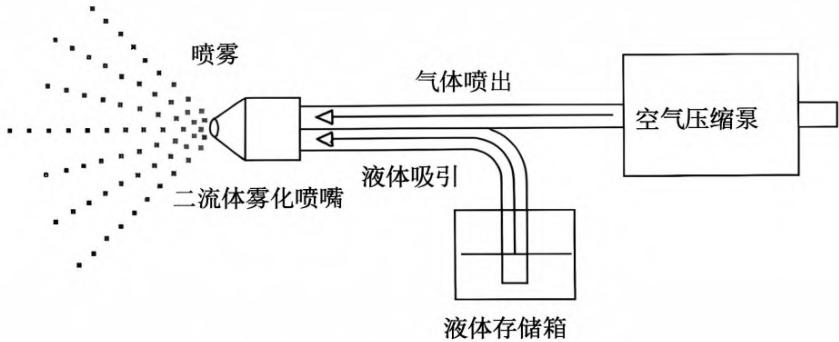 喷雾
气体喷出
空气压缩泵
液体吸引
二流体雾化喷嘴
液体存储箱